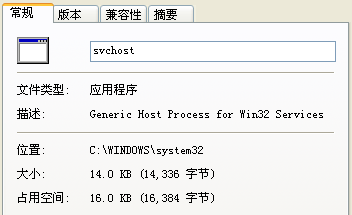 常规 版本 兼容性 摘要
svchost
文件类型: 应用程序
描述: Generic Host Process for Win32 Services
位置: C:\WINDOWS\system32
大小: 14.0 KB (14,336 字节)
占用空间: 16.0 KB (16,384 字节)